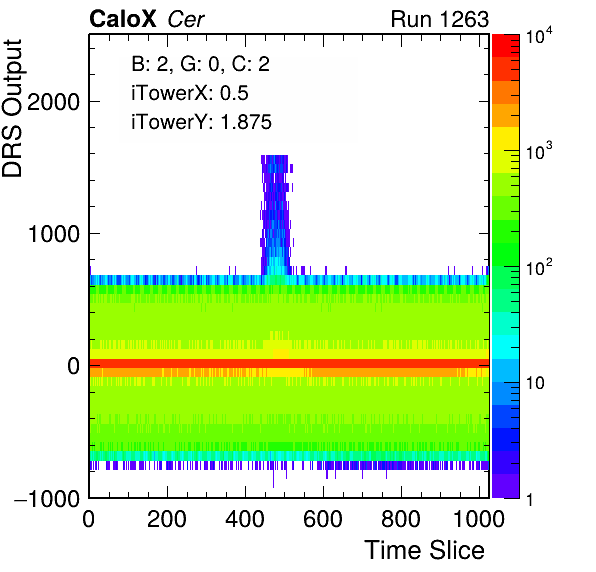 CaloX Cer Run 1263
B: 2, G: 0, C: 2
iTowerX: 0.5
iTowerY: 1.875
DRS Output
2000
1000
0
−1000
0 200 400 600 800 1000
Time Slice
10⁴
10³
10²
10
1